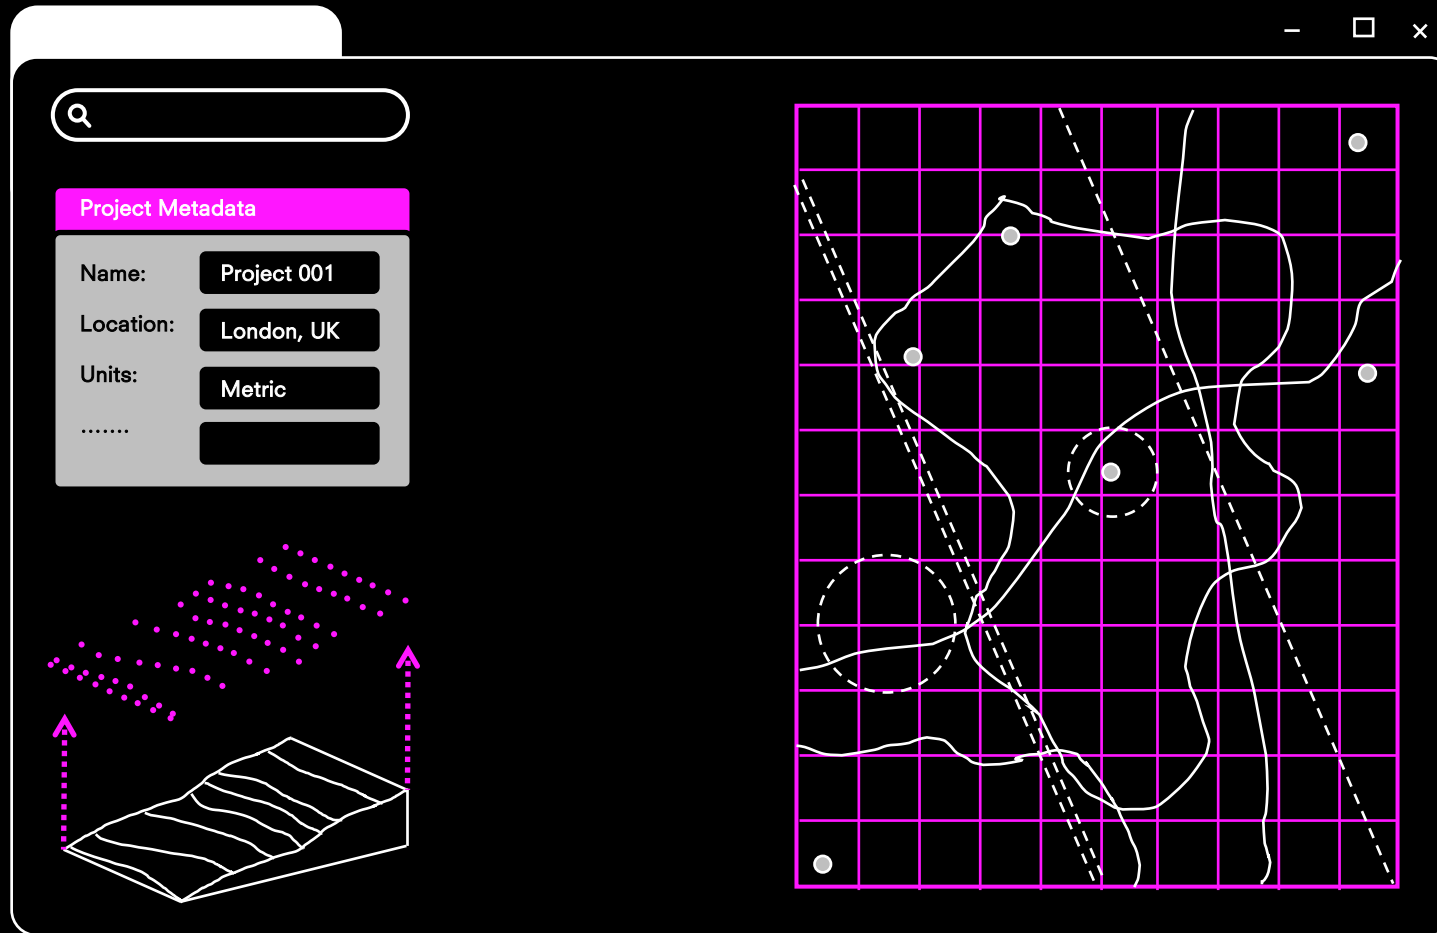 Project Metadata
Name: Project 001
Location: London, UK
Units: Metric
.......